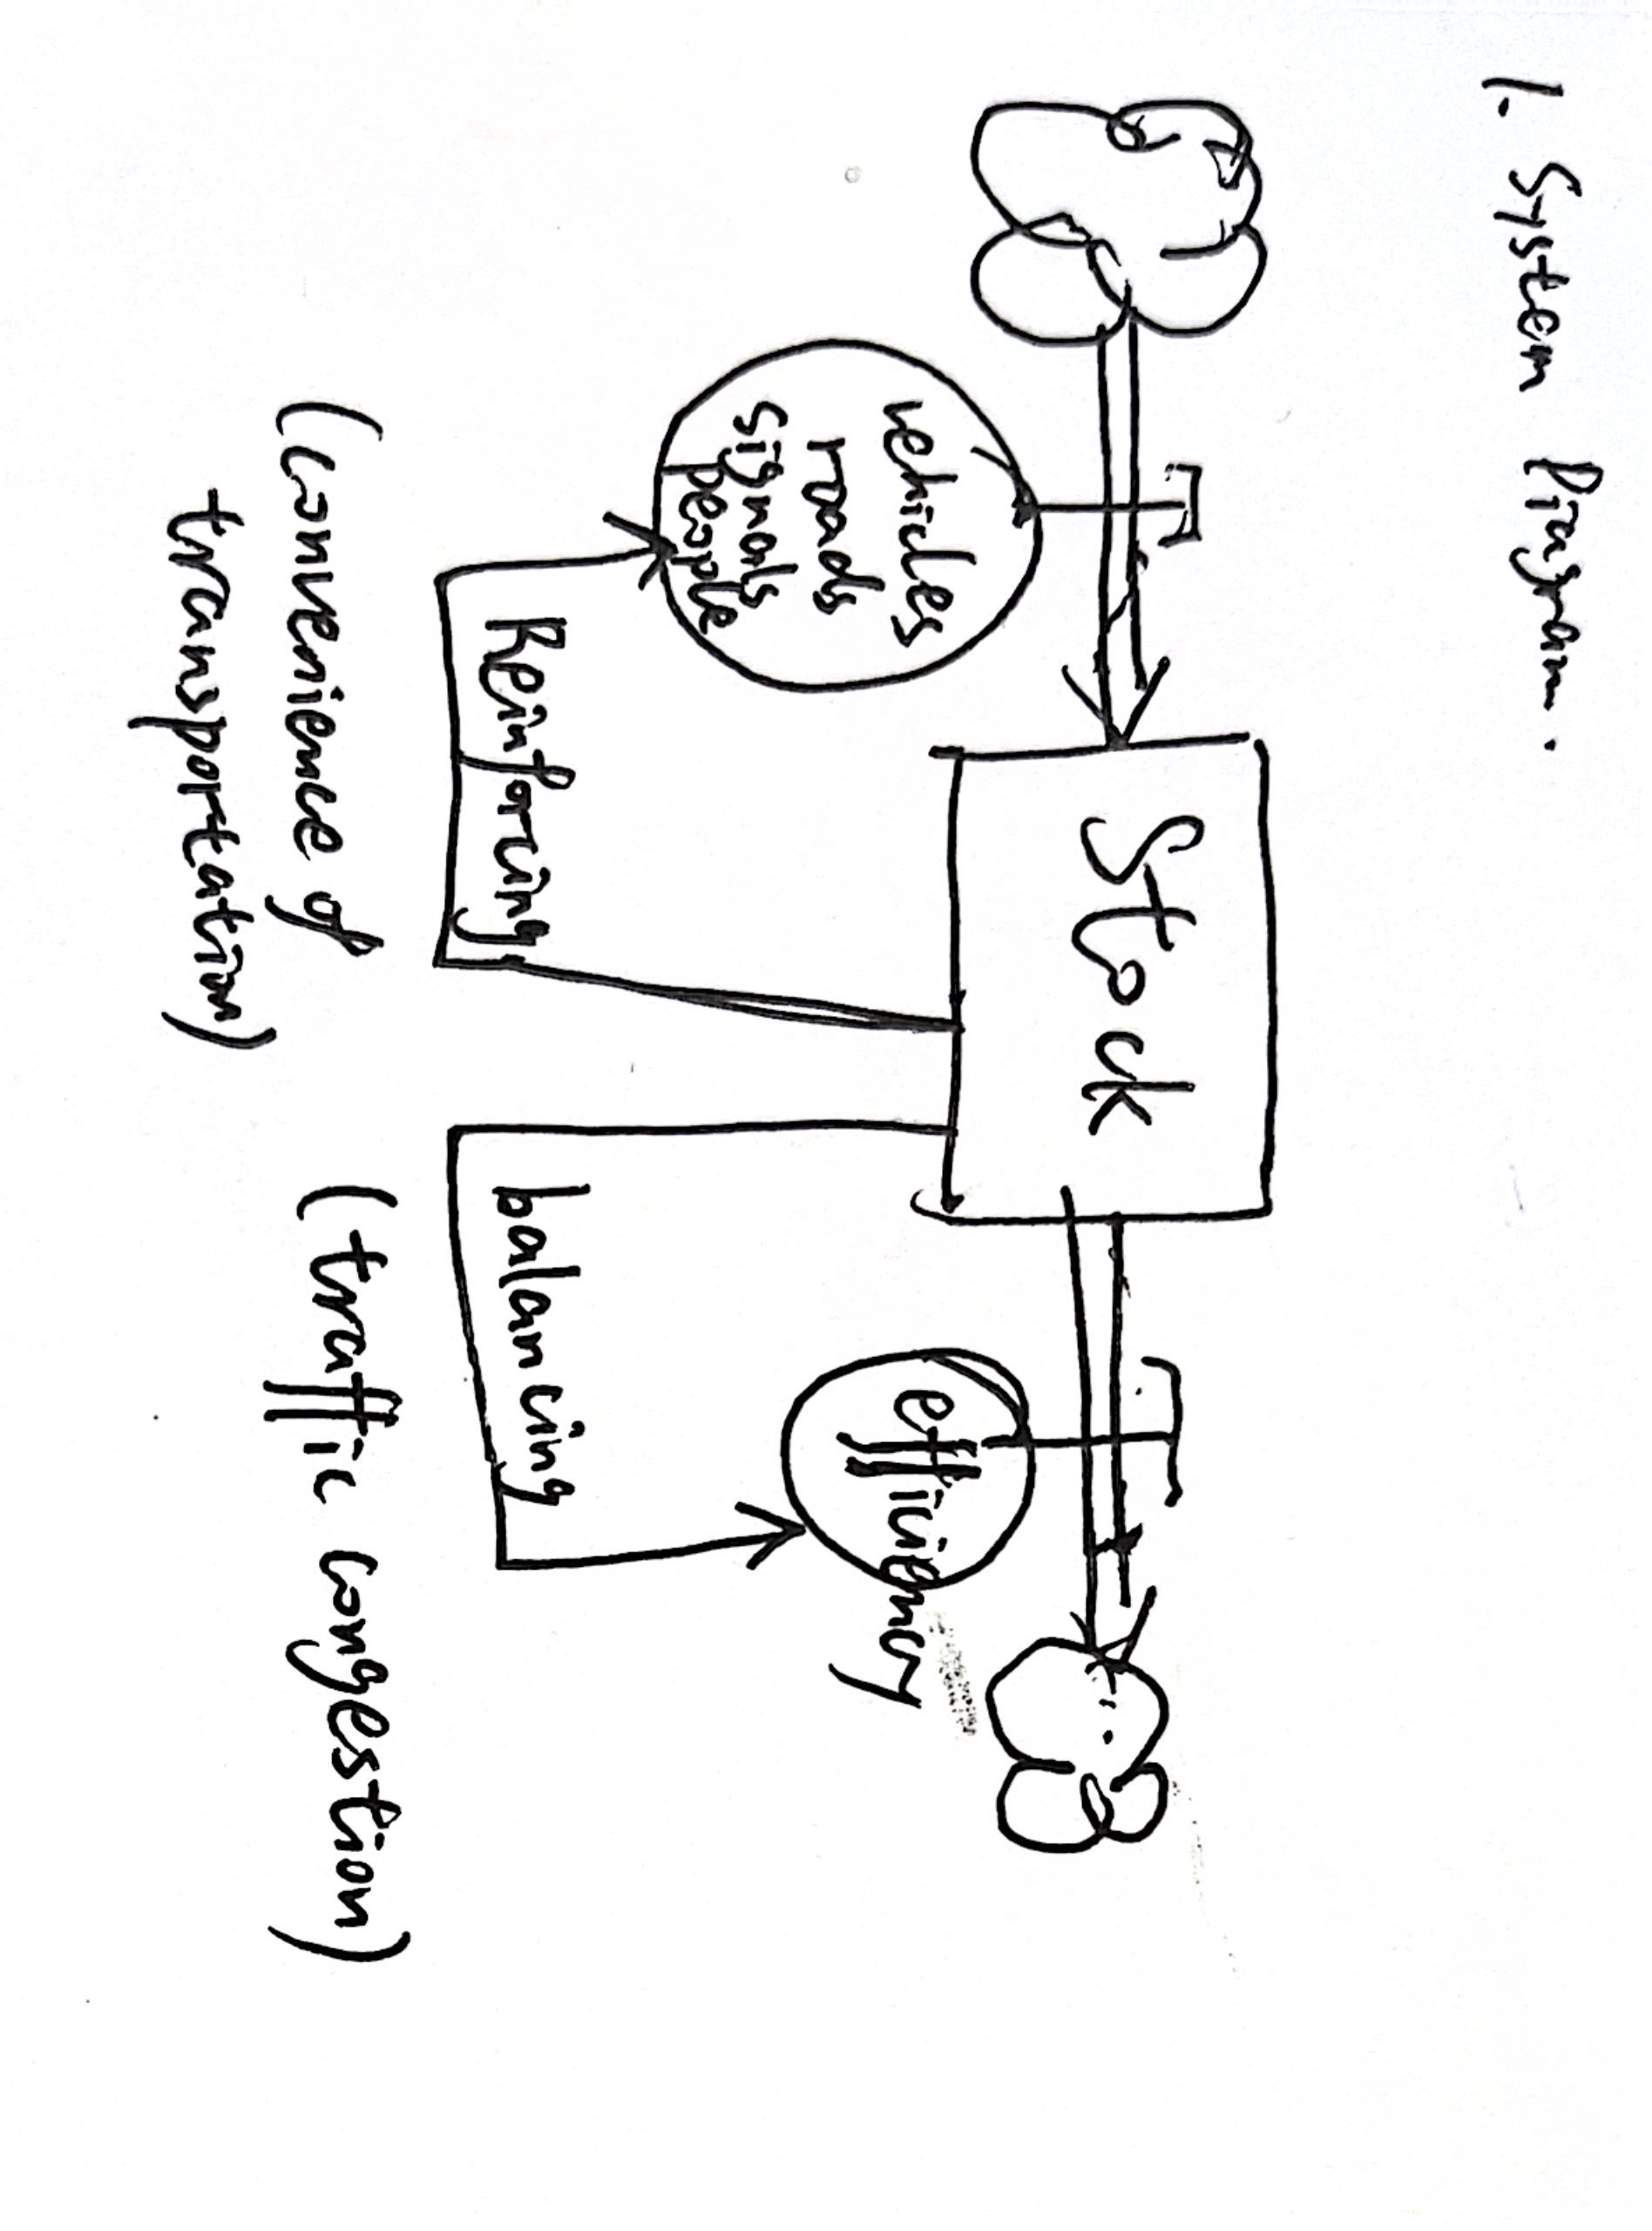 1. System Diagram.
Stock
vehicles
roads
signals
people
efficiency
Reinforcing
balancing
(convenience of
transportation)
(traffic congestion)